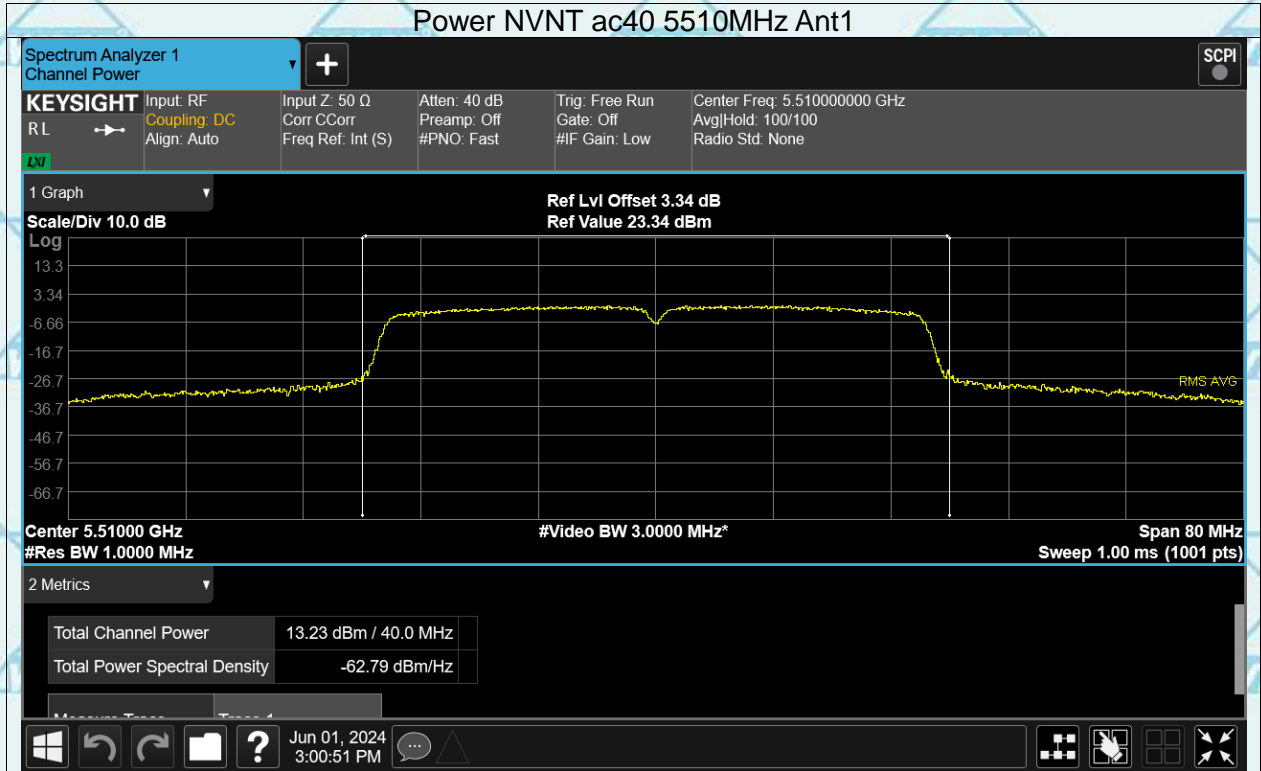 Power NVNT ac40 5510MHz Ant1
Spectrum Analyzer 1
Channel Power
SCPI
KEYSIGHT
RL
LXI
Input: RF
Coupling: DC
Align: Auto
Input Z: 50 Ω
Corr CCorr
Freq Ref: Int (S)
Atten: 40 dB
Preamp: Off
#PNO: Fast
Trig: Free Run
Gate: Off
#IF Gain: Low
Center Freq: 5.510000000 GHz
Avg|Hold: 100/100
Radio Std: None
1 Graph
Ref Lvl Offset 3.34 dB
Scale/Div 10.0 dB
Ref Value 23.34 dBm
Log
13.3
3.34
-6.66
-16.7
-26.7
RMS AVG
-36.7
-46.7
-56.7
-66.7
Center 5.51000 GHz
#Video BW 3.0000 MHz*
Span 80 MHz
#Res BW 1.0000 MHz
Sweep 1.00 ms (1001 pts)
2 Metrics
Total Channel Power 13.23 dBm / 40.0 MHz
Total Power Spectral Density -62.79 dBm/Hz
Measure Trace Trace 1
?
Jun 01, 2024
3:00:51 PM